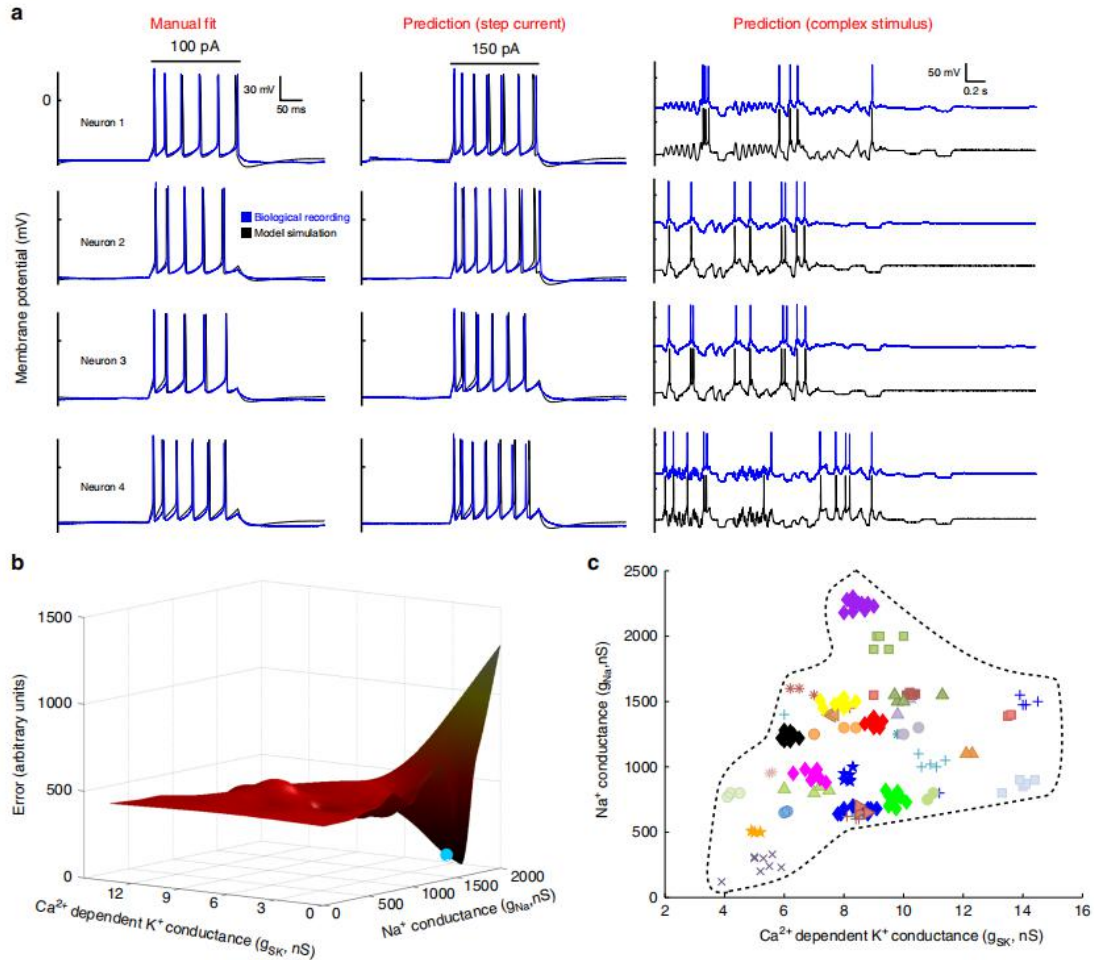 a
Manual fit
Prediction (step current)
Prediction (complex stimulus)
100 pA
150 pA
50 mV
0.2 s
30 mV
50 ms
0
Neuron 1
Neuron 2
Biological recording
Model simulation
Neuron 3
Neuron 4
Membrane potential (mV)
b
1500
1000
500
0
Error (arbitrary units)
12
9
6
3
0
0
500
1000
1500
2000
Ca²⁺ dependent K⁺ conductance (gSK, nS)
Na⁺ conductance (gNa,nS)
c
2500
2000
1500
1000
500
0
Na⁺ conductance (gNa,nS)
2 4 6 8 10 12 14 16
Ca²⁺ dependent K⁺ conductance (gSK, nS)